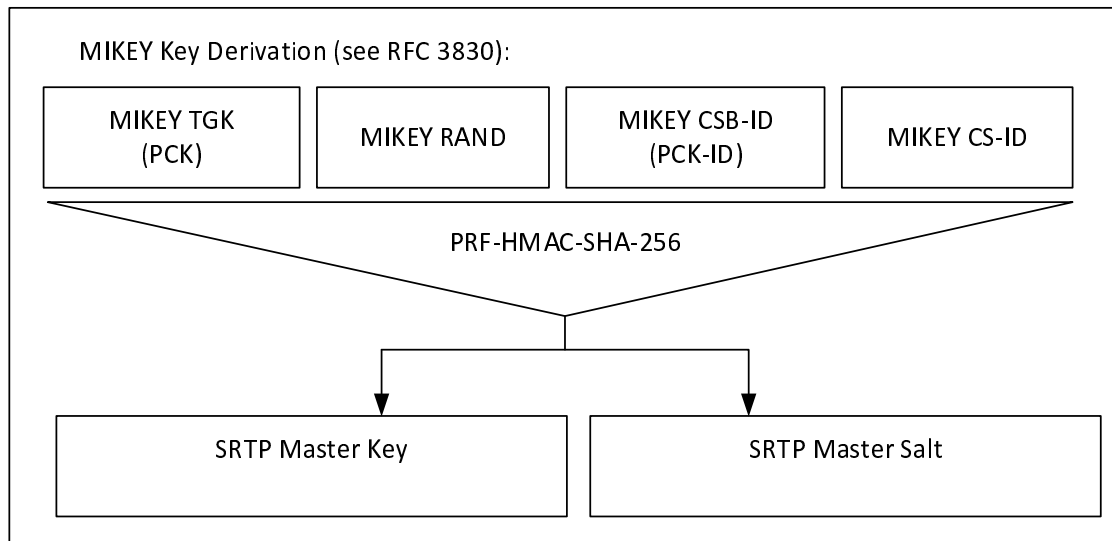 MIKEY Key Derivation (see RFC 3830):
MIKEY TGK
(PCK)
MIKEY RAND
MIKEY CSB-ID
(PCK-ID)
MIKEY CS-ID
PRF-HMAC-SHA-256
SRTP Master Key
SRTP Master Salt